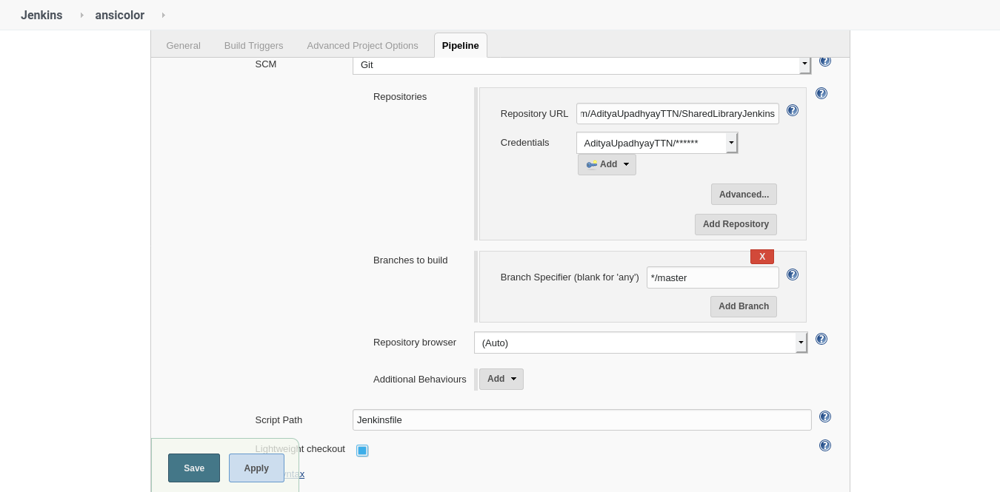 Jenkins ansicolor
General Build Triggers Advanced Project Options Pipeline
SCM Git
Repositories
Repository URL m/AdityaUpadhyayTTN/SharedLibraryJenkins
Credentials AdityaUpadhyayTTN/******
Add
Advanced...
Add Repository
Branches to build
X
Branch Specifier (blank for 'any') */master
Add Branch
Repository browser (Auto)
Additional Behaviours Add
Script Path Jenkinsfile
Lightweight checkout
Save Apply
ntax